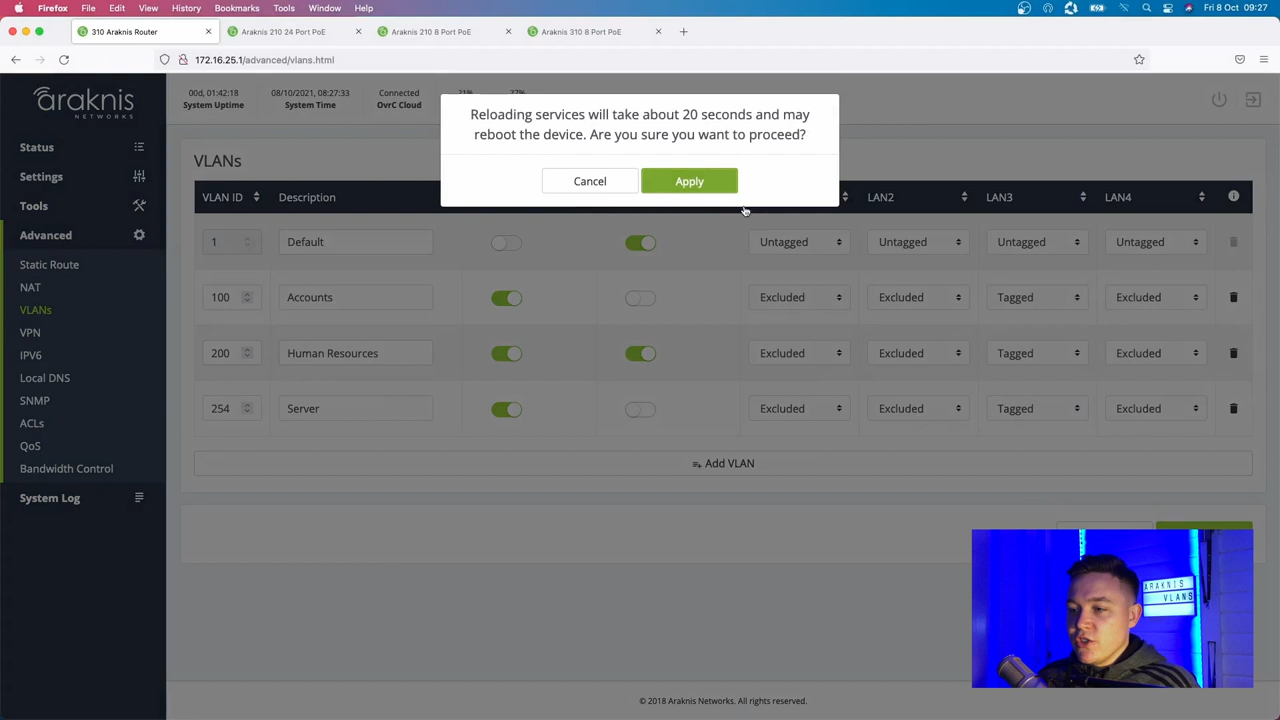 Firefox File Edit View History Bookmarks Tools Window Help
Fri 8 Oct 09:27
310 Araknis Router
Araknis 210 24 Port PoE
Araknis 210 8 Port PoE
Araknis 310 8 Port PoE
172.16.25.1/advanced/vlans.html
araknis
NETWORKS
00d, 01:42:18
System Uptime
08/10/2021, 08:27:33
System Time
Connected
OvrC Cloud
Reloading services will take about 20 seconds and may
reboot the device. Are you sure you want to proceed?
Cancel
Apply
Status
Settings
Tools
Advanced
Static Route
NAT
VLANs
VPN
IPV6
Local DNS
SNMP
ACLs
QoS
Bandwidth Control
System Log
VLANs
VLAN ID Description LAN2 LAN3 LAN4
1 Default Untagged Untagged Untagged Untagged
100 Accounts Excluded Excluded Tagged Excluded
200 Human Resources Excluded Excluded Tagged Excluded
254 Server Excluded Excluded Tagged Excluded
Add VLAN
ARAKNIS
VLANS
© 2018 Araknis Networks. All rights reserved.